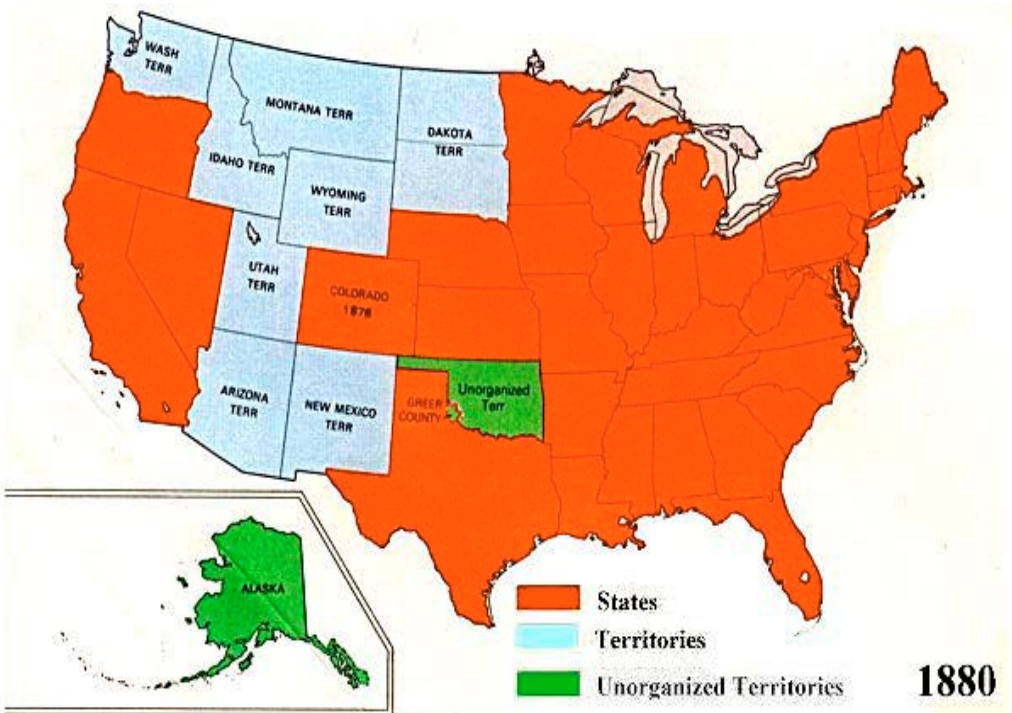 WASH
TERR
MONTANA TERR
DAKOTA
TERR
IDAHO TERR
WYOMING
TERR
UTAH
TERR
COLORADO
1876
ARIZONA
TERR
NEW MEXICO
TERR
GREER
COUNTY
Unorganized
Terr
ALASKA
States
Territories
Unorganized Territories
1880